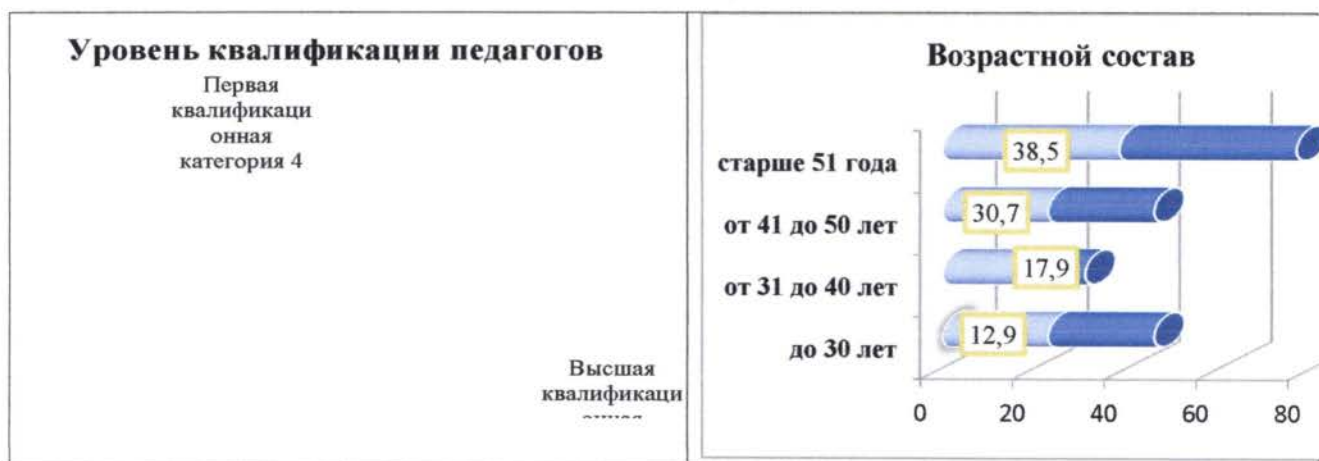 Уровень квалификации педагогов
Первая
квалификаци
онная
категория 4
Высшая
квалификаци
Возрастной состав
старше 51 года
38,5
от 41 до 50 лет
30,7
от 31 до 40 лет
17,9
до 30 лет
12,9
0 20 40 60 80